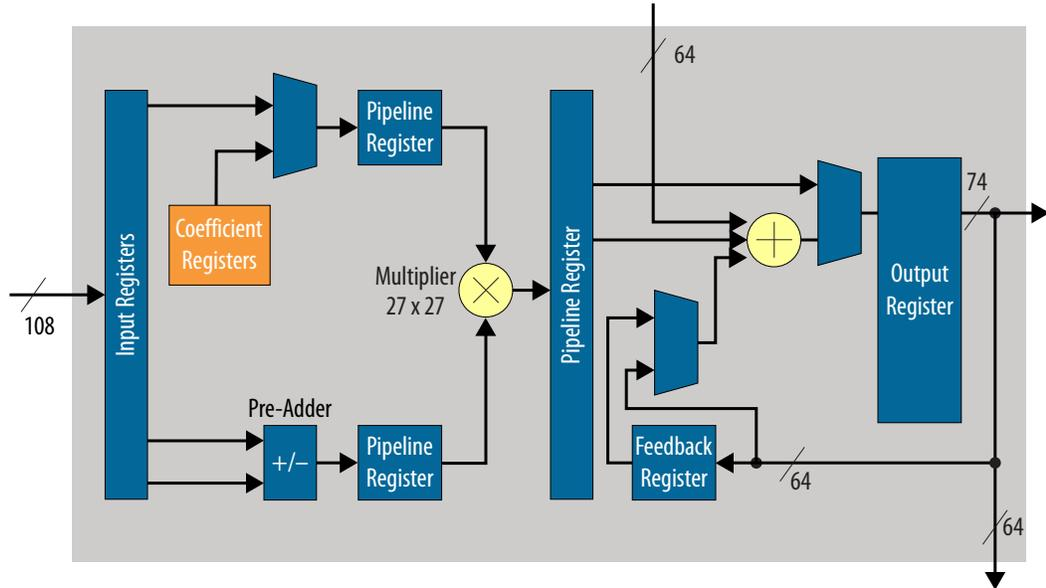 64
Pipeline
Register
Coefficient
Registers
Input Registers
108
Multiplier
27 x 27
Pre-Adder
+/−
Pipeline
Register
Pipeline Register
74
Output
Register
Feedback
Register
64
64